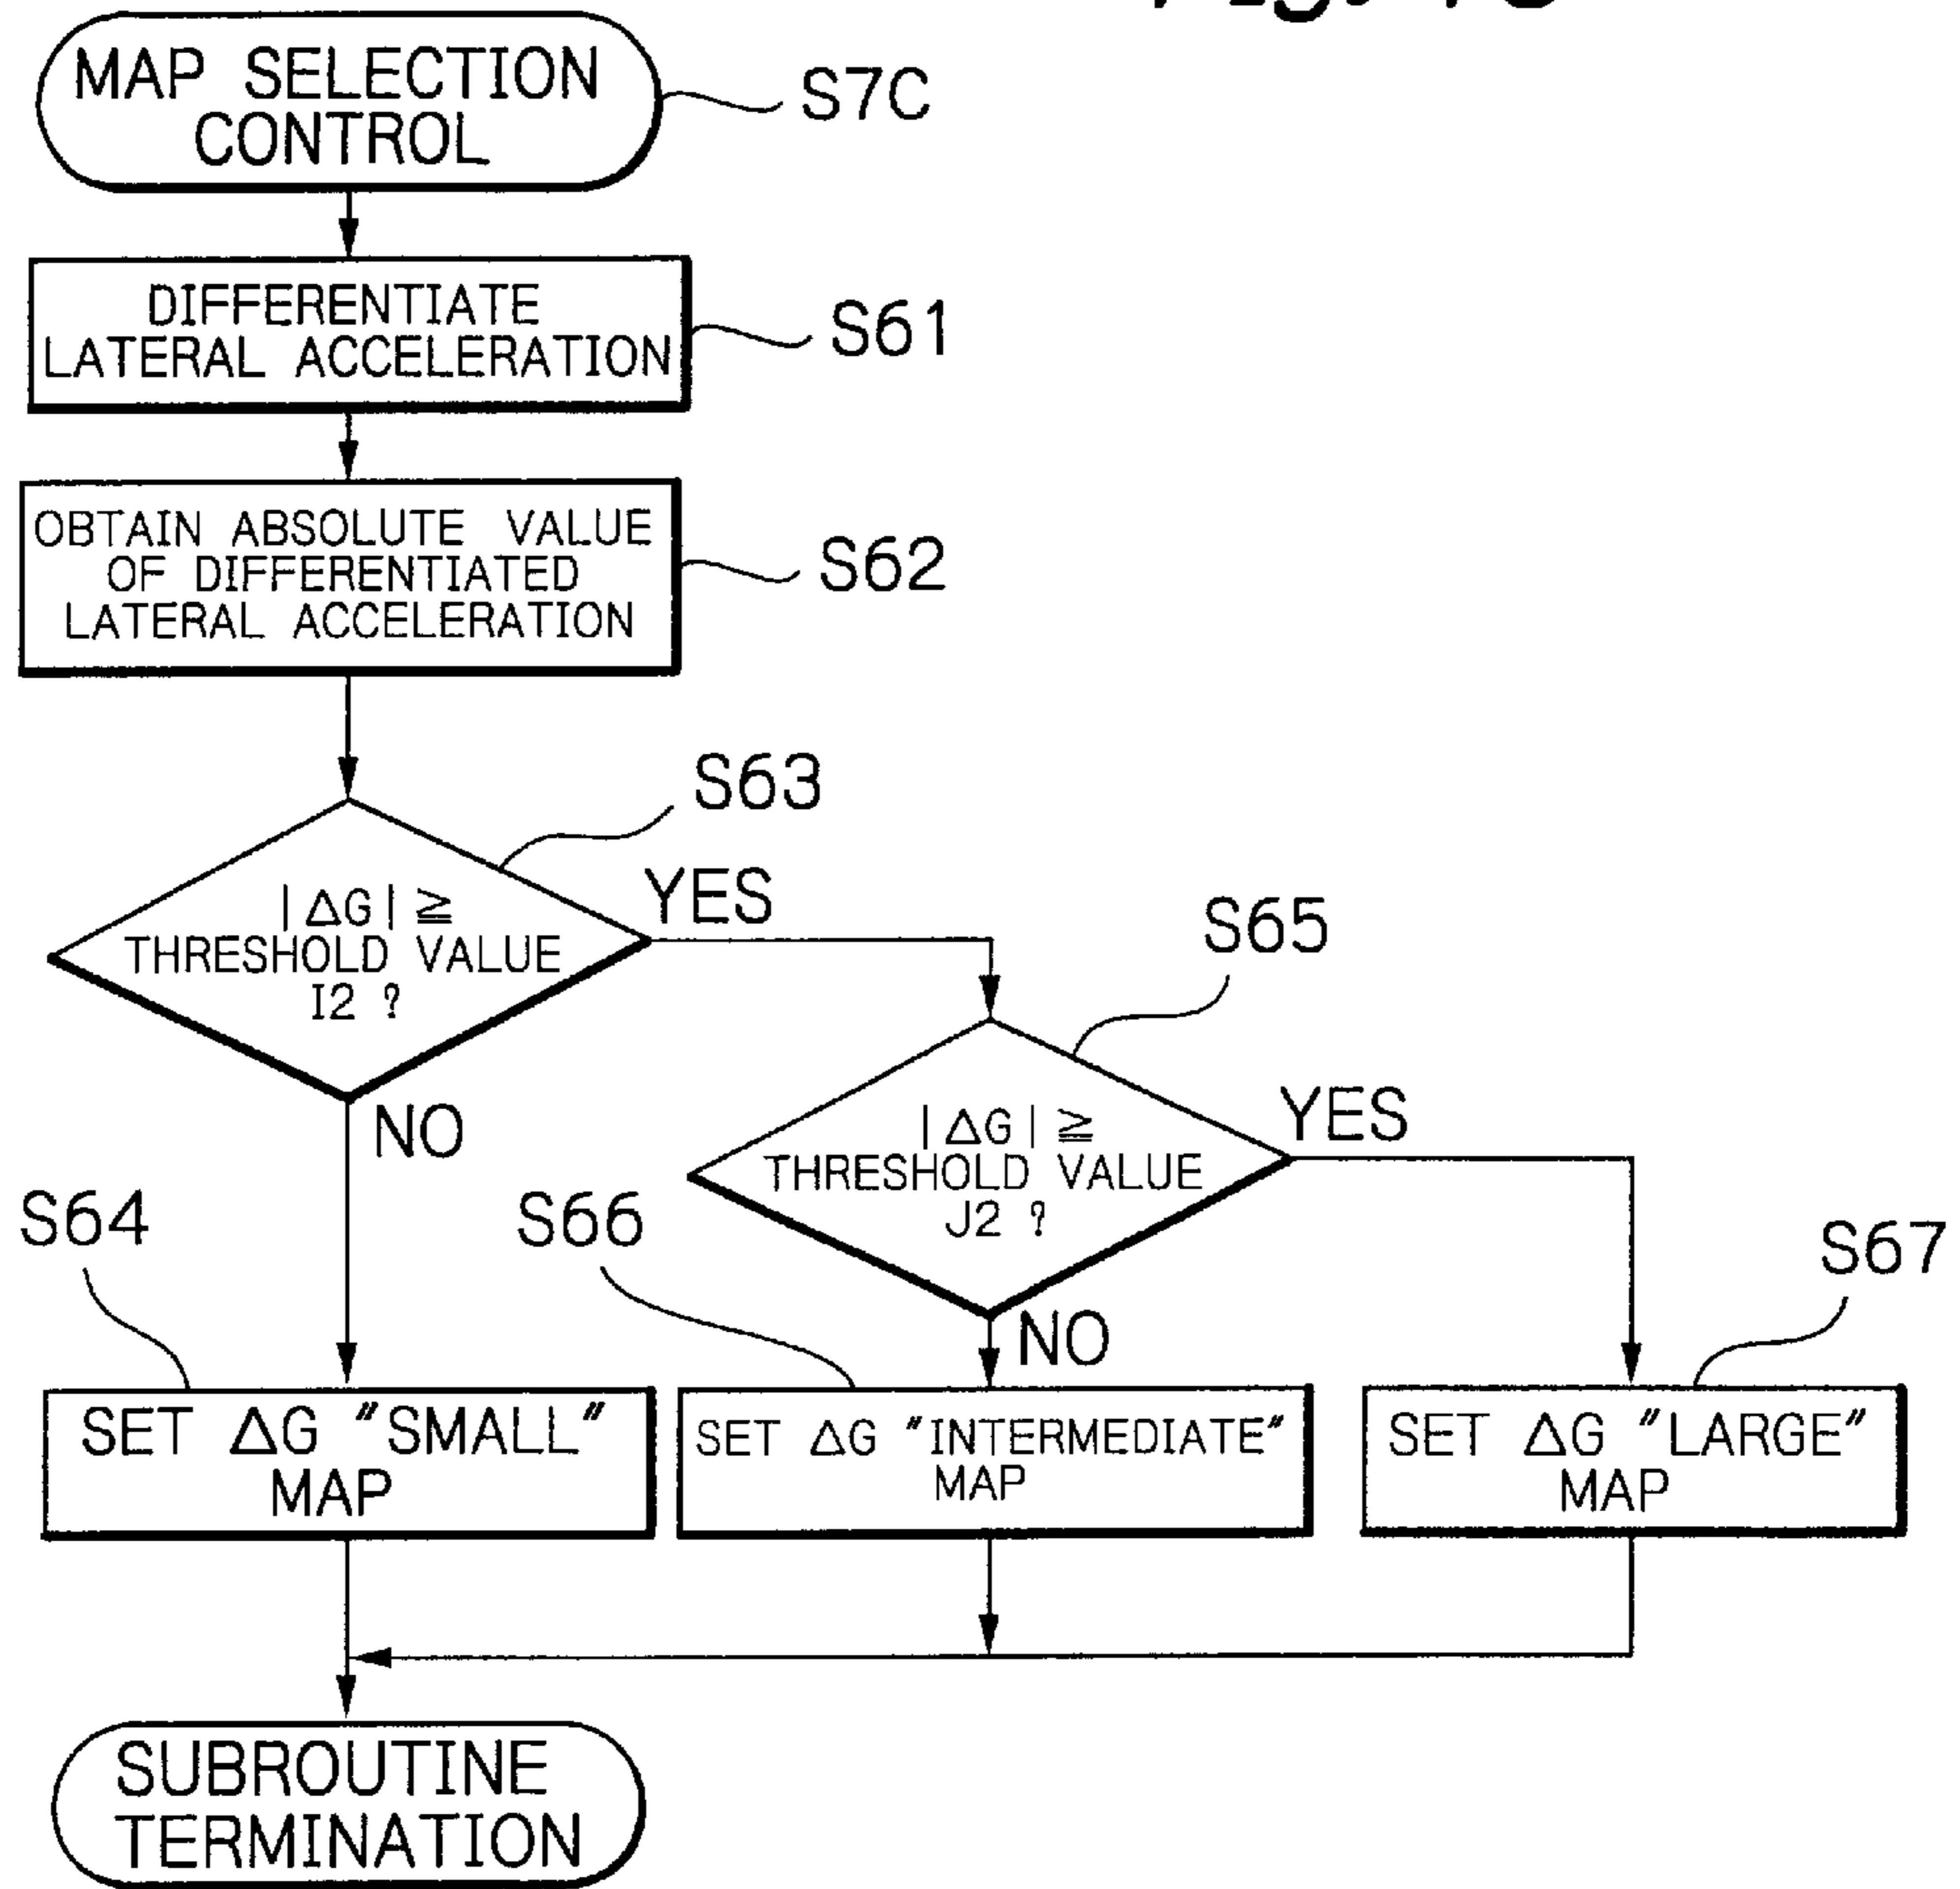 MAP SELECTION
CONTROL
S7C
DIFFERENTIATE
LATERAL ACCELERATION
S61
OBTAIN ABSOLUTE VALUE
OF DIFFERENTIATED
LATERAL ACCELERATION
S62
S63
|ΔG| ≧
THRESHOLD VALUE
I2 ?
YES
NO
S65
|ΔG| ≧
THRESHOLD VALUE
J2 ?
YES
NO
S64
S66
S67
SET ΔG "SMALL"
MAP
SET ΔG "INTERMEDIATE"
MAP
SET ΔG "LARGE"
MAP
SUBROUTINE
TERMINATION